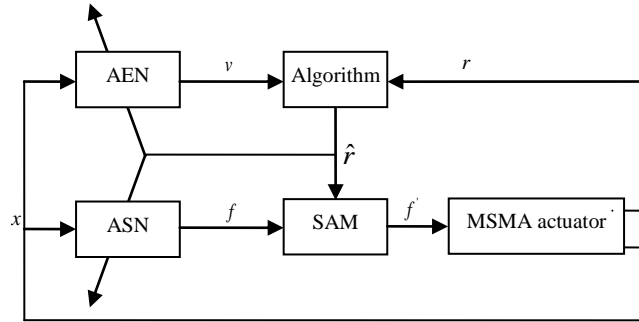 AEN
v
Algorithm
r
r̂
x
ASN
f
SAM
f'
MSMA actuator